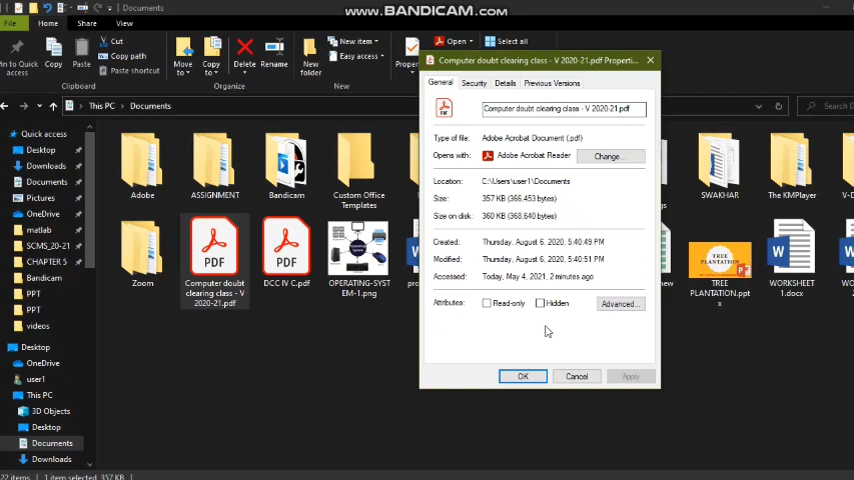 www.BANDICAM.com
Documents
File
Home
Share
View
Pin to Quick
access
Copy
Paste
Cut
Copy path
Paste shortcut
Clipboard
Move
to
Copy
to
Delete
Rename
Organize
New
folder
New item
Easy access
New
Open
Select all
This PC
Documents
Search
Quick access
Desktop
Downloads
Documents
Pictures
OneDrive
matlab
SCMS_20-21
CHAPTER 5
Bandicam
PPT
PPT
videos
Desktop
OneDrive
user1
This PC
3D Objects
Desktop
Documents
Downloads
Adobe
ASSIGNMENT
Bandicam
Custom Office
Templates
SWAKHAR
The KMPlayer
Zoom
Computer doubt
clearing class - V
2020-21.pdf
DCC IV C.pdf
OPERATING-SYST
EM-1.png
TREE
PLANTATION
TREE
PLANTATION.ppt
x
WORKSHEET
1.docx
PDF
PDF
Computer doubt clearing class - V 2020-21.pdf Properti...
General
Security
Details
Previous Versions
Computer doubt clearing class - V 2020-21.pdf
Type of file:
Adobe Acrobat Document (.pdf)
Opens with:
Adobe Acrobat Reader
Change...
Location:
C:\Users\user1\Documents
Size:
357 KB (366,453 bytes)
Size on disk:
360 KB (368,640 bytes)
Created:
Thursday, August 6, 2020, 5:40:49 PM
Modified:
Thursday, August 6, 2020, 5:40:51 PM
Accessed:
Today, May 4, 2021, 2 minutes ago
Attributes:
Read-only
Hidden
Advanced...
OK
Cancel
Apply
22 items
1 item selected 357 KB